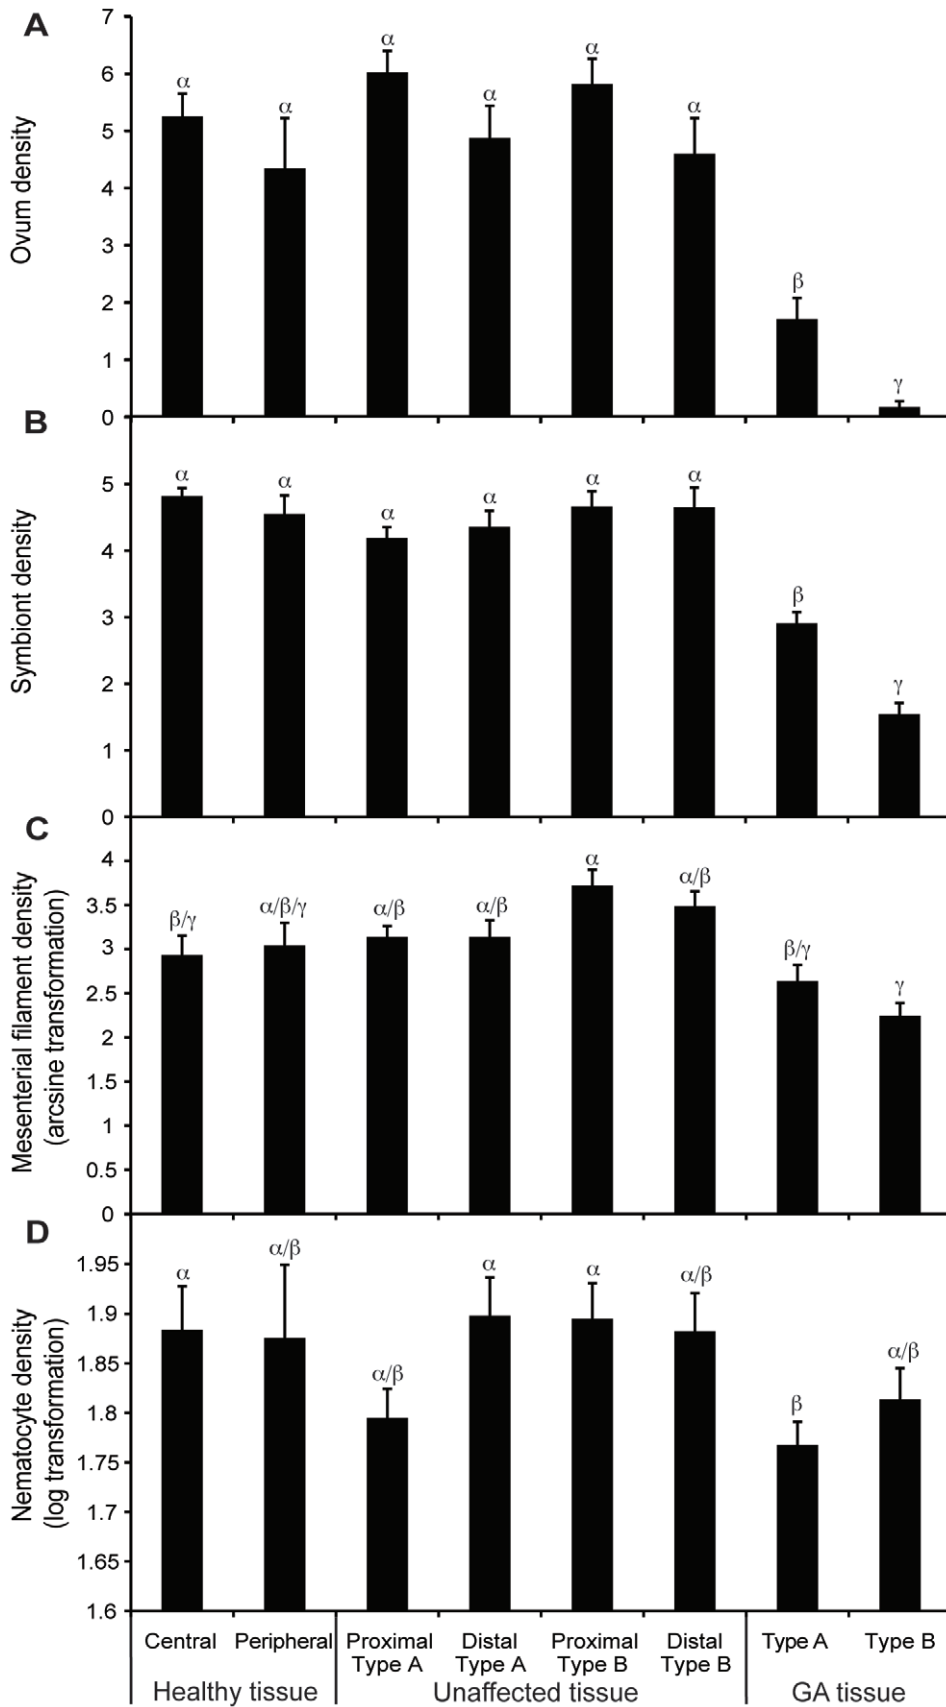 A
Ovum density
7
6
5
4
3
2
1
0
α
α
α
α
α
α
β
γ
B
Symbiont density
5
4
3
2
1
0
α
α
α
α
α
α
β
γ
C
Mesenterial filament density
(arcsine transformation)
4
3.5
3
2.5
2
1.5
1
0.5
0
β/γ
α/β/γ
α/β
α/β
α
α/β
β/γ
γ
D
Nematocyte density
(log transformation)
1.95
1.9
1.85
1.8
1.75
1.7
1.65
1.6
α
α/β
α/β
α
α
α/β
β
α/β
Central
Peripheral
Proximal
Type A
Distal
Type A
Proximal
Type B
Distal
Type B
Type A
Type B
Healthy tissue
Unaffected tissue
GA tissue